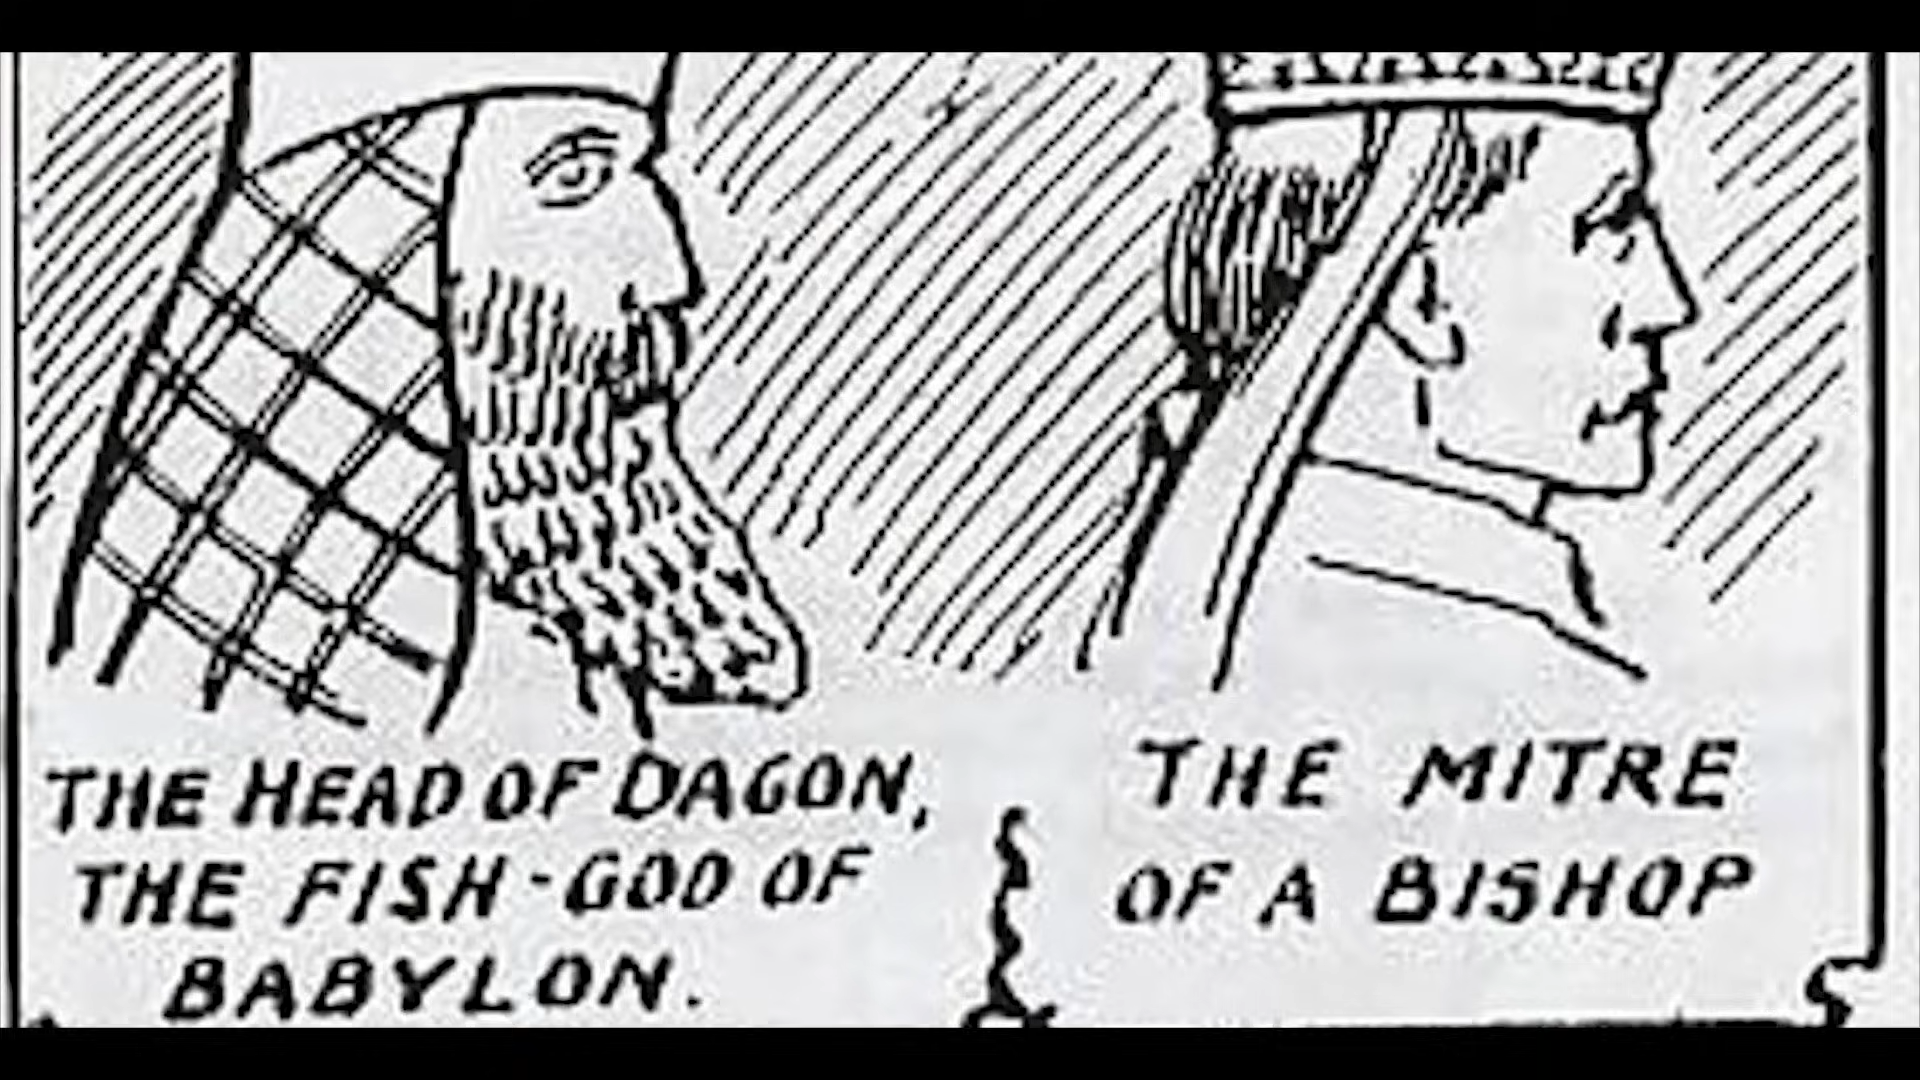 THE HEAD OF DAGON,
THE FISH-GOD OF
BABYLON.
THE MITRE
OF A BISHOP